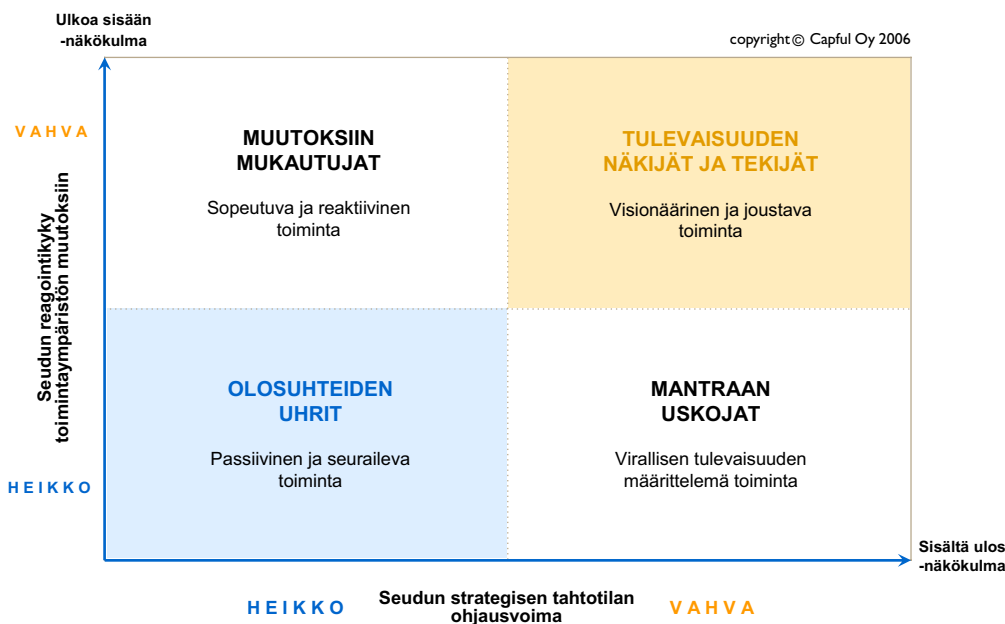 Ulkoa sisään
-näkökulma
copyright © Capful Oy 2006
VAHVA
MUUTOKSIIN
MUKAUTUJAT
Sopeutuva ja reaktiivinen
toiminta
TULEVAISUUDEN
NÄKIJÄT JA TEKIJÄT
Visionäärinen ja joustava
toiminta
Seudun reagointikyky
toimintaympäristön muutoksiin
OLOSUHTEIDEN
UHRIT
Passiivinen ja seuraileva
toiminta
MANTRAAN
USKOJAT
Virallisen tulevaisuuden
määrittelemä toiminta
HEIKKO
Sisältä ulos
-näkökulma
HEIKKO
Seudun strategisen tahtotilan
ohjausvoima
VAHVA